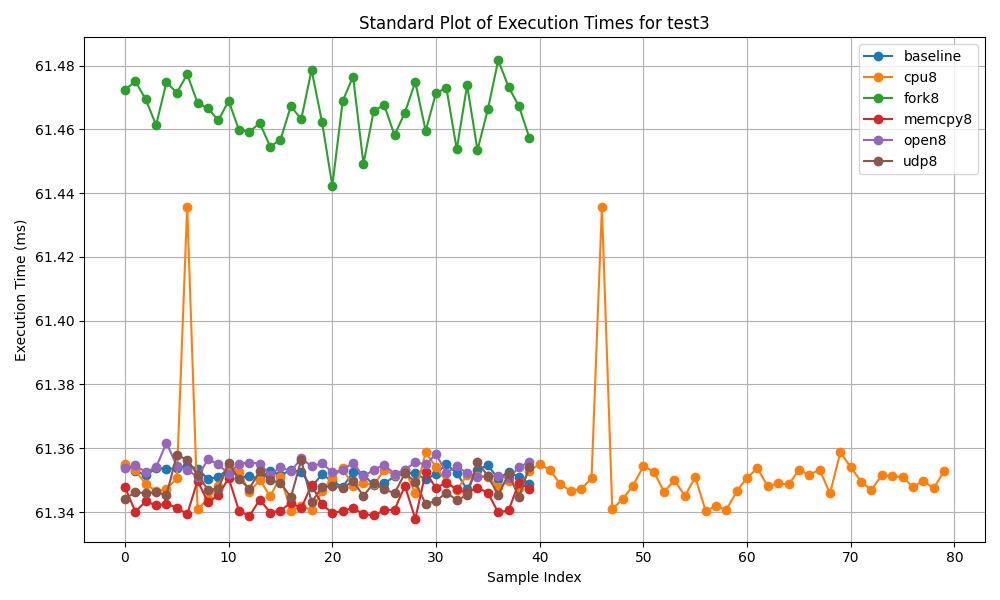 Standard Plot of Execution Times for test3
Execution Time (ms)
61.48
61.46
61.44
61.42
61.40
61.38
61.36
61.34
baseline
cpu8
fork8
memcpy8
open8
udp8
0 10 20 30 40 50 60 70 80
Sample Index